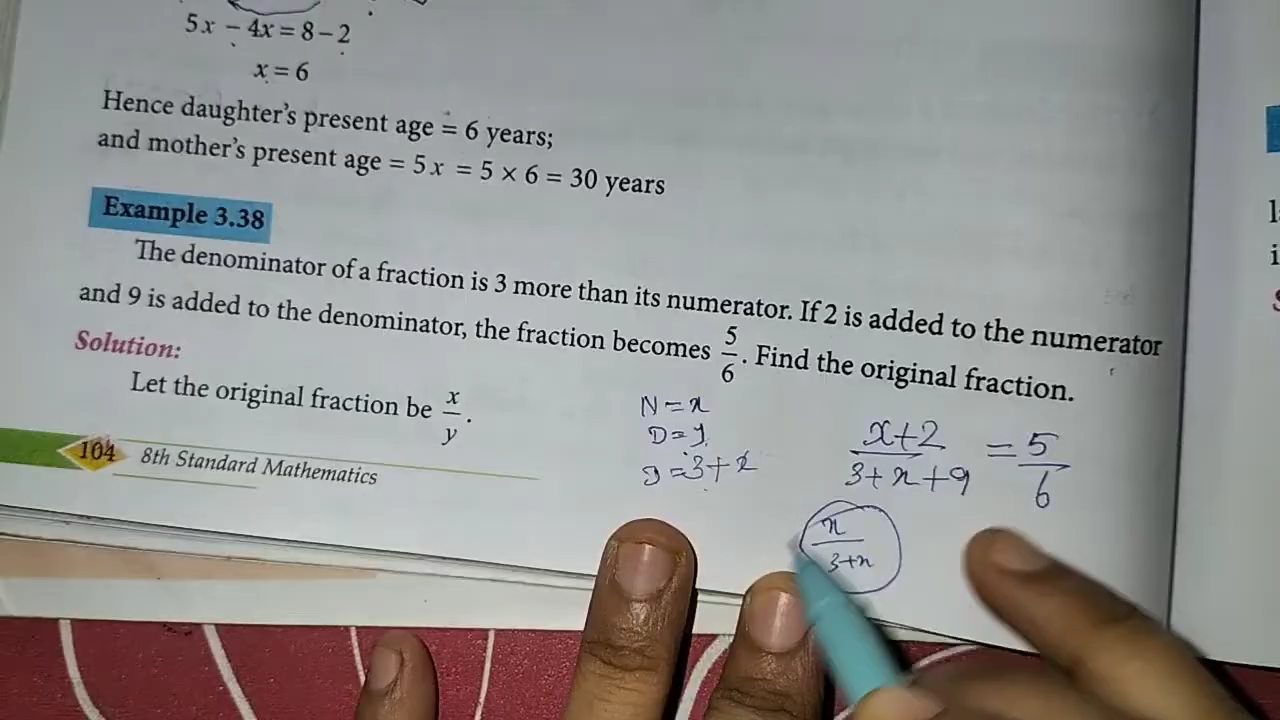 5x – 4x = 8 – 2
x = 6
Hence daughter's present age = 6 years;
and mother's present age = 5x = 5 × 6 = 30 years
Example 3.38
The denominator of a fraction is 3 more than its numerator. If 2 is added to the numerator
and 9 is added to the denominator, the fraction becomes 5/6. Find the original fraction.
Solution:
Let the original fraction be x/y.
N = x
D = y
y = 3 + x
x+2/3+x+9 = 5/6
x/3+x
104 8th Standard Mathematics